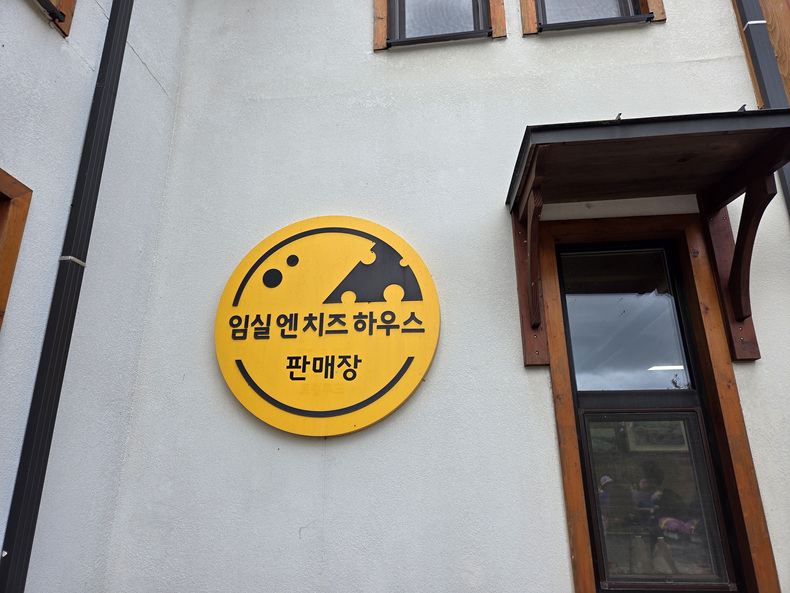 임실 엔 치즈 하우스
판매장